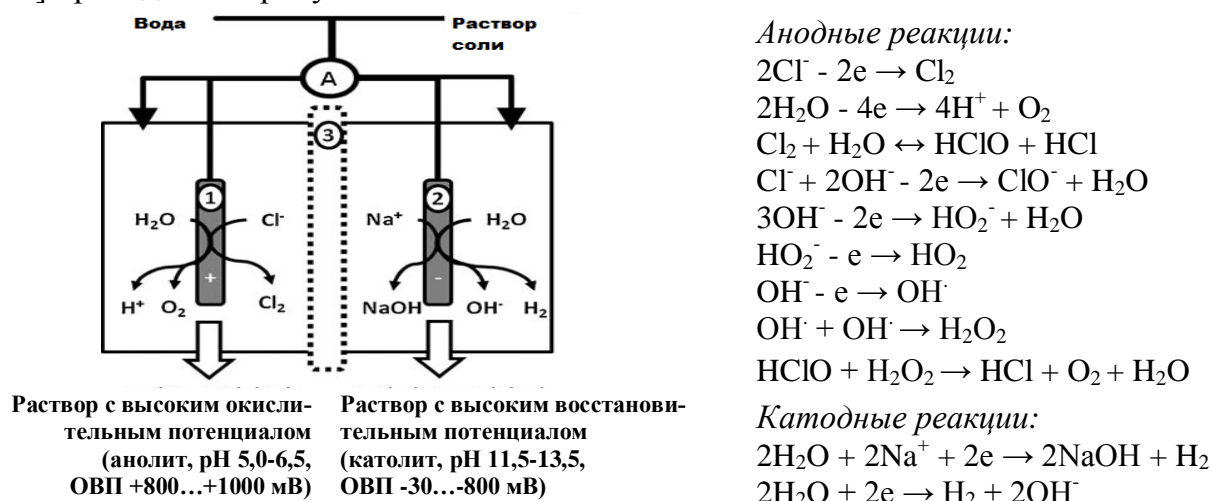 Вода
Раствор
соли
A
3
1
2
H₂O Cl⁻ Na⁺ H₂O
+ -
H⁺ O₂ Cl₂ NaOH OH⁻ H₂
Раствор с высоким окисли-
тельным потенциалом
(анолит, pH 5,0-6,5,
ОВП +800…+1000 мВ)
Раствор с высоким восстанови-
тельным потенциалом
(католит, pH 11,5-13,5,
ОВП -30…-800 мВ)
Анодные реакции:
2Cl⁻ - 2e → Cl₂
2H₂O - 4e → 4H⁺ + O₂
Cl₂ + H₂O ↔ HClO + HCl
Cl⁻ + 2OH⁻ - 2e → ClO⁻ + H₂O
3OH⁻ - 2e → HO₂⁻ + H₂O
HO₂⁻ - e → HO₂
OH⁻ - e → OH·
OH· + OH· → H₂O₂
HClO + H₂O₂ → HCl + O₂ + H₂O
Катодные реакции:
2H₂O + 2Na⁺ + 2e → 2NaOH + H₂
2H₂O + 2e → H₂ + 2OH⁻